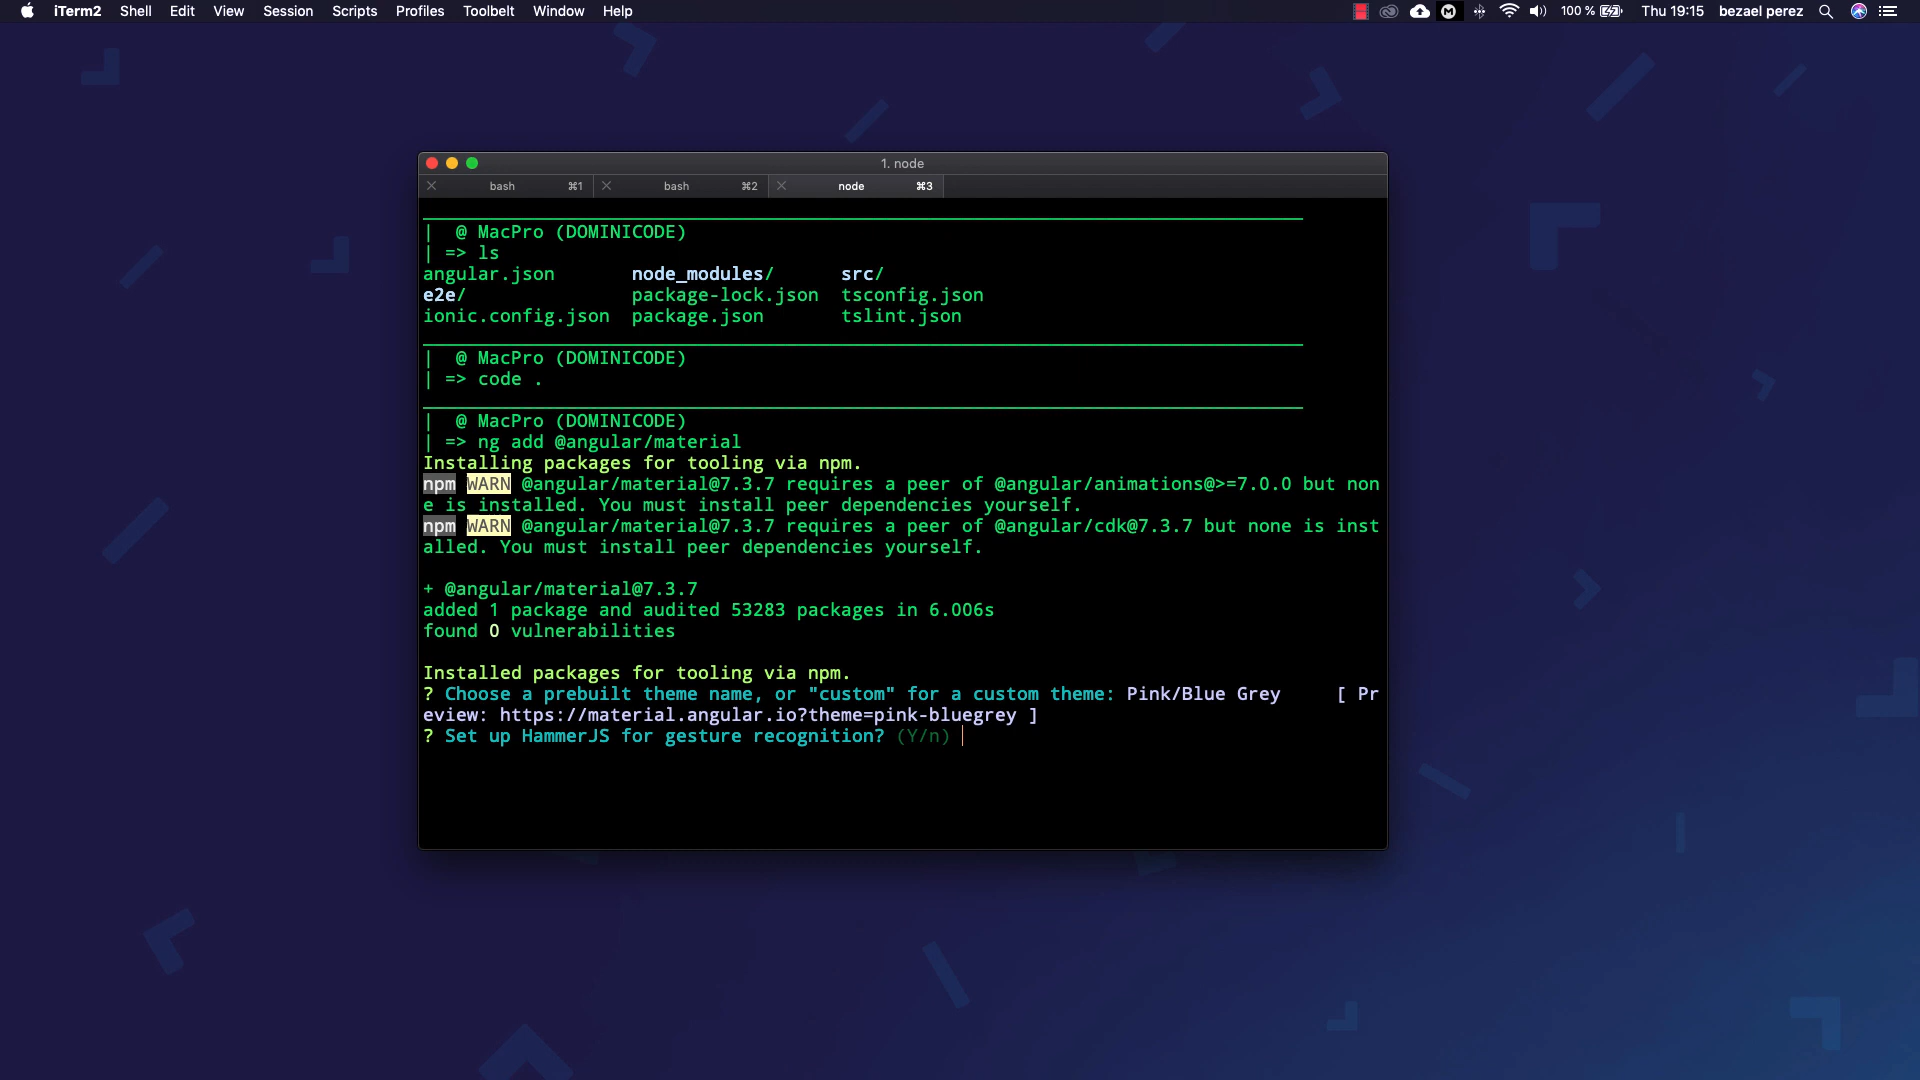 iTerm2 Shell Edit View Session Scripts Profiles Toolbelt Window Help 100 % Thu 19:15 bezael perez
1. node
bash ⌘1 bash ⌘2 node ⌘3
| @ MacPro (DOMINICODE)
| => ls
angular.json node_modules/ src/
e2e/ package-lock.json tsconfig.json
ionic.config.json package.json tslint.json
| @ MacPro (DOMINICODE)
| => code .
| @ MacPro (DOMINICODE)
| => ng add @angular/material
Installing packages for tooling via npm.
npm WARN @angular/material@7.3.7 requires a peer of @angular/animations@>=7.0.0 but non
e is installed. You must install peer dependencies yourself.
npm WARN @angular/material@7.3.7 requires a peer of @angular/cdk@7.3.7 but none is inst
alled. You must install peer dependencies yourself.
+ @angular/material@7.3.7
added 1 package and audited 53283 packages in 6.006s
found 0 vulnerabilities
Installed packages for tooling via npm.
? Choose a prebuilt theme name, or "custom" for a custom theme: Pink/Blue Grey [ Pr
eview: https://material.angular.io?theme=pink-bluegrey ]
? Set up HammerJS for gesture recognition? (Y/n)